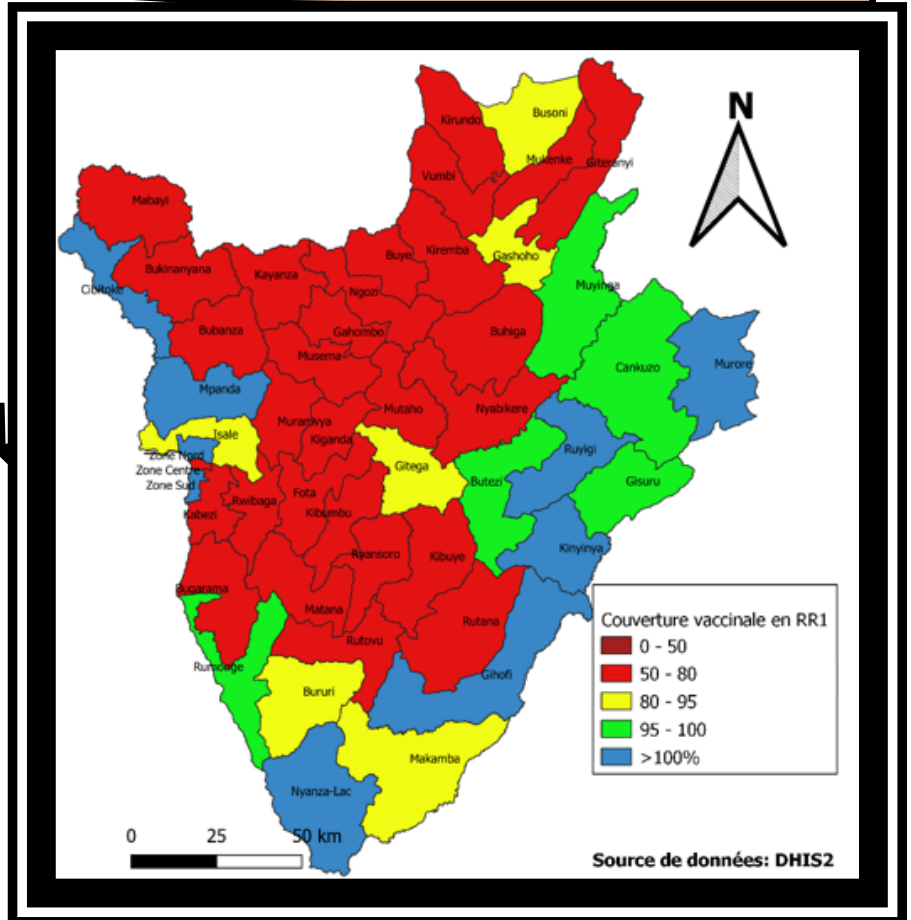 N
Kirundo
Busoni
Mukenke
Giteranyi
Vumbi
Mabayi
Buye
Kiremba
Gashoho
Bukinanyana
Kayanza
Cibitoke
Ngozi
Muyinga
Bubanza
Gahombo
Buhiga
Musema
Cankuzo
Murore
Mpanda
Mutaho
Nyabikere
Muramvya
Isale
Kiganda
Ruyigi
Zone Nord
Zone Centre
Gitega
Zone Sud
Butezi
Gisuru
Rwibaga
Fota
Kabezi
Kibumbu
Ryansoro
Kibuye
Kinyinya
Bugarama
Matana
Rutana
Rutovu
Rumonge
Gihofi
Bururi
Makamba
Nyanza-Lac
Couverture vaccinale en RR1
0 - 50
50 - 80
80 - 95
95 - 100
>100%
0 25 50 km
Source de données: DHIS2